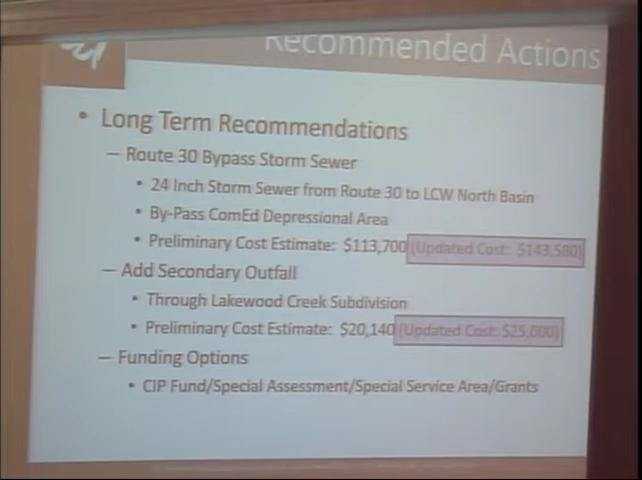 Recommended Actions
• Long Term Recommendations
– Route 30 Bypass Storm Sewer
• 24 Inch Storm Sewer from Route 30 to LCW North Basin
• By-Pass ComEd Depressional Area
• Preliminary Cost Estimate: $113,700 (Updated Cost: $143,580)
– Add Secondary Outfall
• Through Lakewood Creek Subdivision
• Preliminary Cost Estimate: $20,140 (Updated Cost: $25,000)
– Funding Options
• CIP Fund/Special Assessment/Special Service Area/Grants